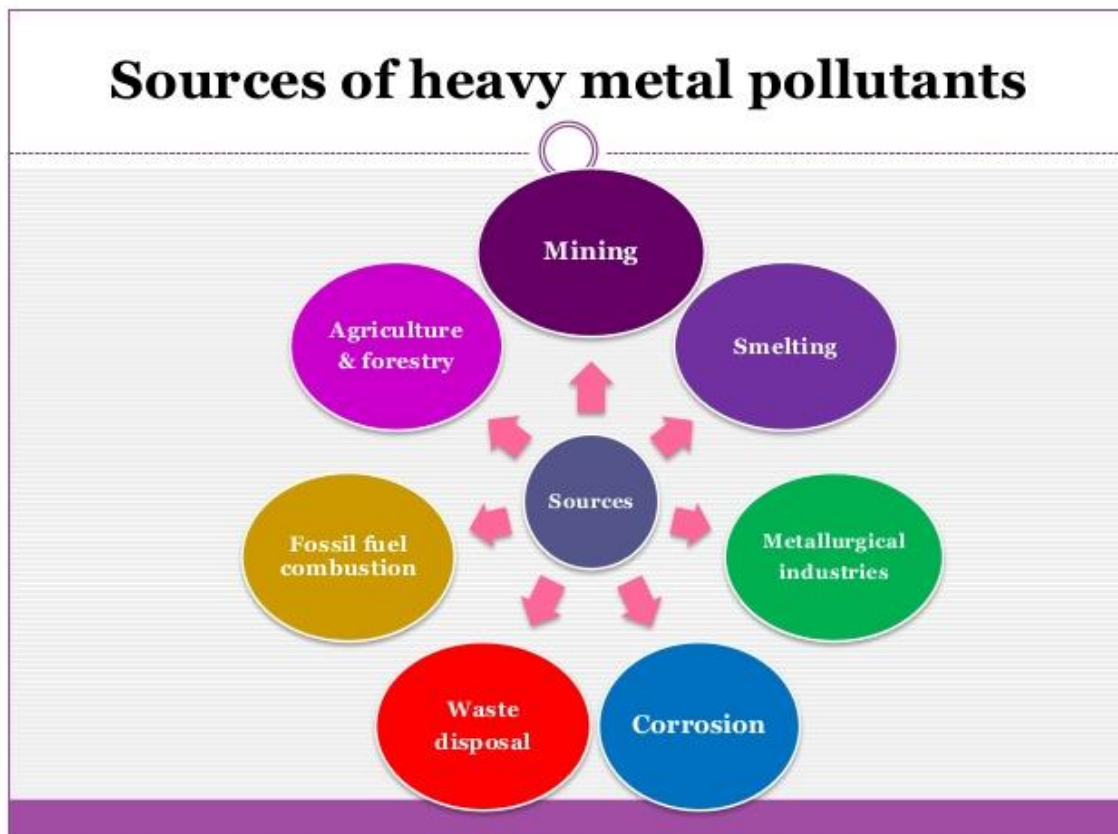 Sources of heavy metal pollutants
Mining
Smelting
Metallurgical
industries
Corrosion
Waste
disposal
Fossil fuel
combustion
Agriculture
& forestry
Sources